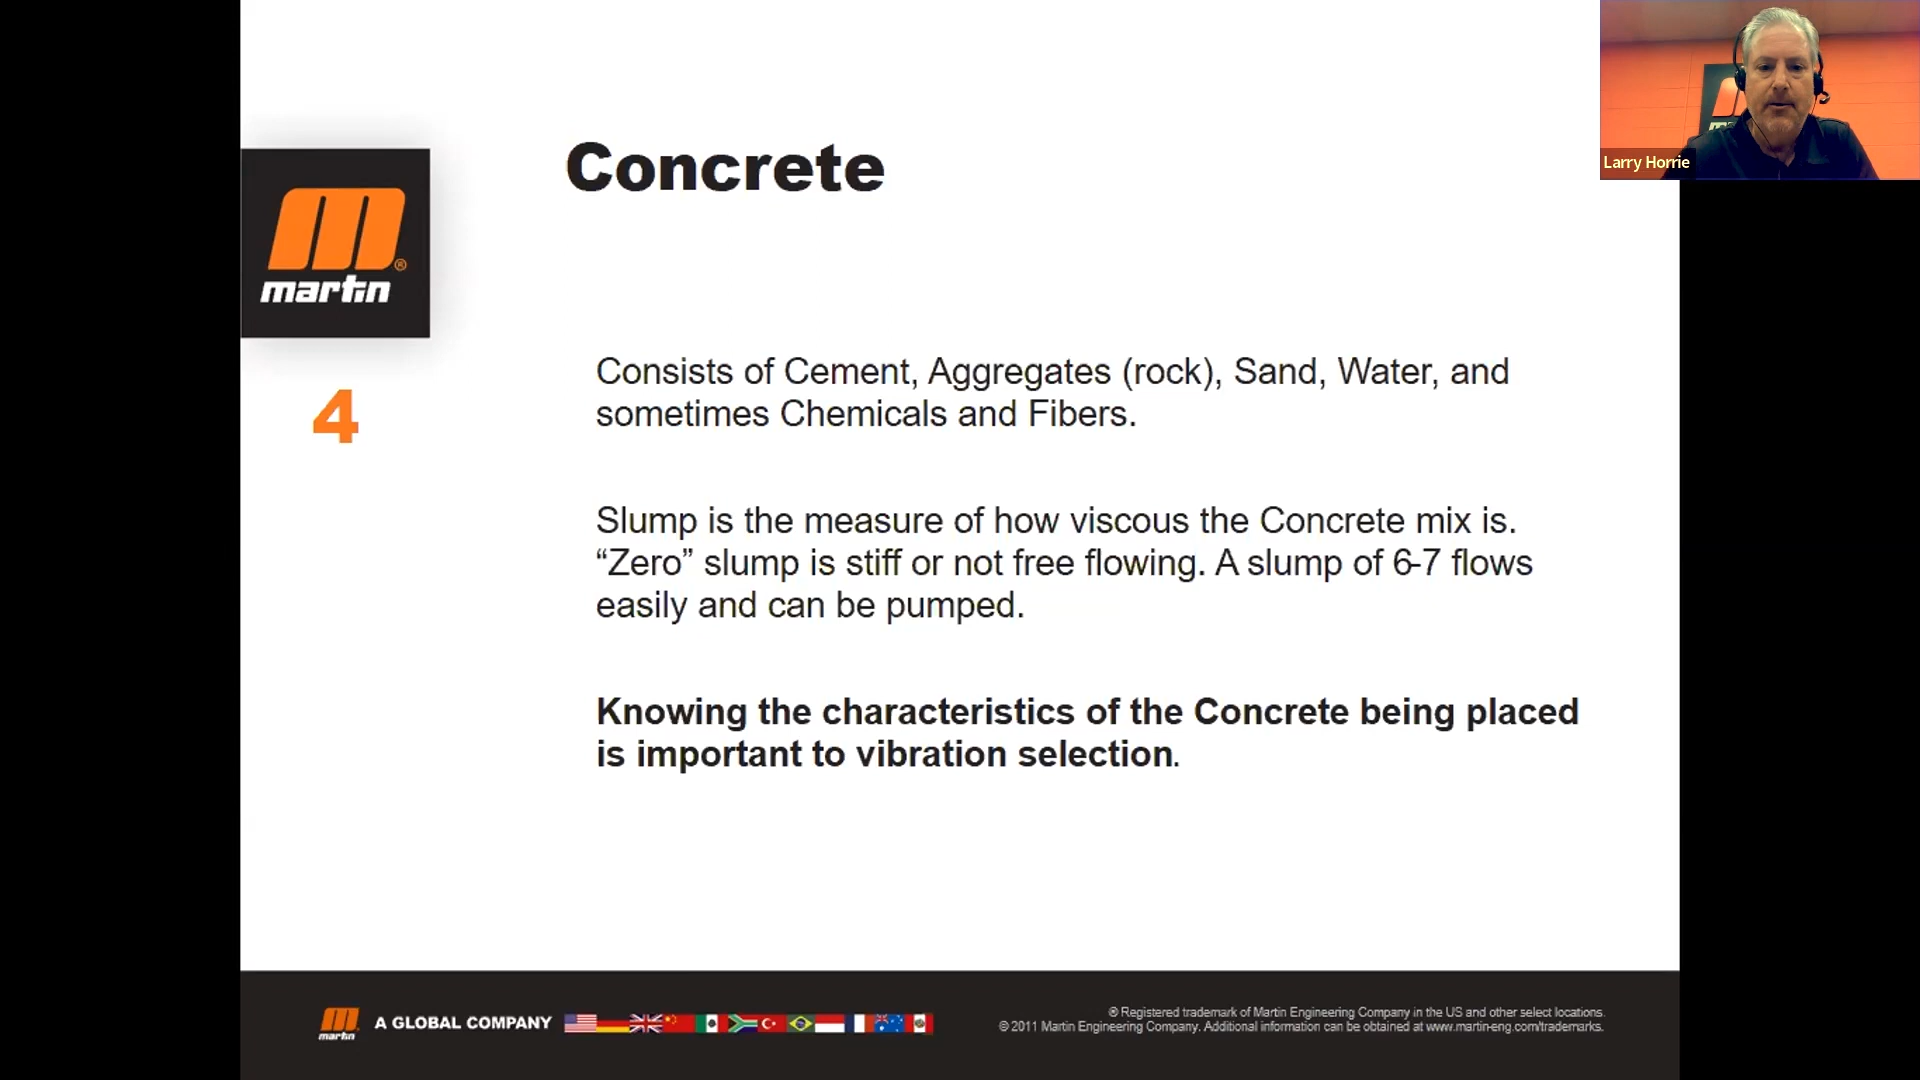 Concrete
martin
4
Consists of Cement, Aggregates (rock), Sand, Water, and
sometimes Chemicals and Fibers.
Slump is the measure of how viscous the Concrete mix is.
“Zero” slump is stiff or not free flowing. A slump of 6-7 flows
easily and can be pumped.
Knowing the characteristics of the Concrete being placed
is important to vibration selection.
Larry Horrie
martin
A GLOBAL COMPANY
® Registered trademark of Martin Engineering Company in the US and other select locations.
© 2011 Martin Engineering Company. Additional information can be obtained at www.martin-eng.com/trademarks.